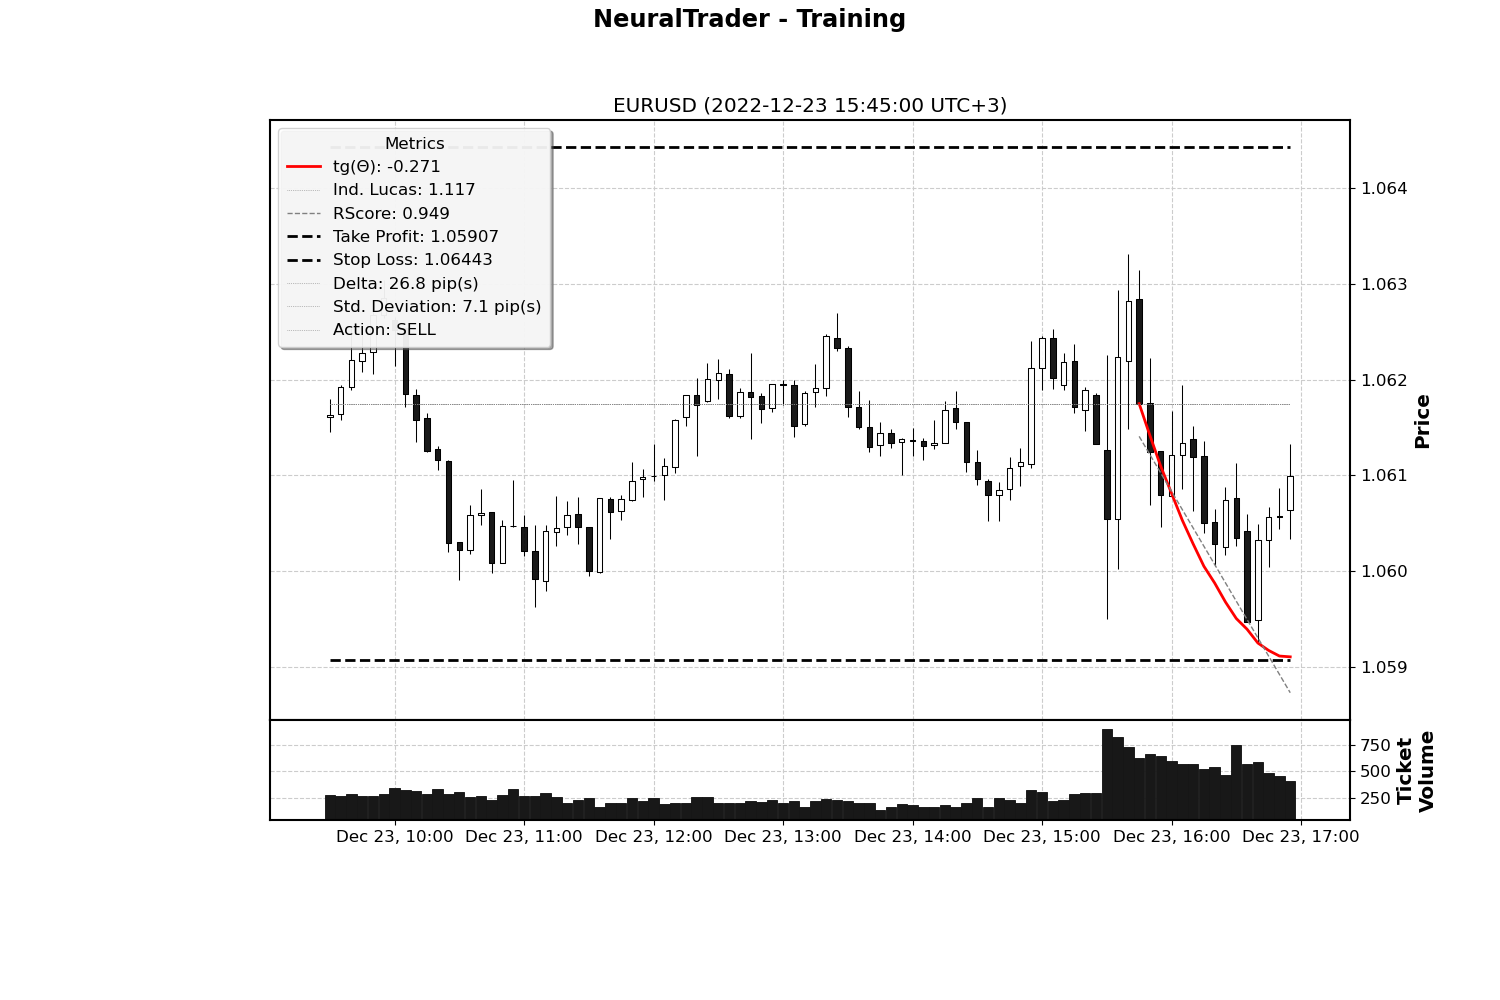 NeuralTrader - Training
EURUSD (2022-12-23 15:45:00 UTC+3)
Metrics
tg(Θ): -0.271
Ind. Lucas: 1.117
RScore: 0.949
Take Profit: 1.05907
Stop Loss: 1.06443
Delta: 26.8 pip(s)
Std. Deviation: 7.1 pip(s)
Action: SELL
1.064
1.063
1.062
1.061
1.060
1.059
Price
750
500
250
Ticket
Volume
Dec 23, 10:00 Dec 23, 11:00 Dec 23, 12:00 Dec 23, 13:00 Dec 23, 14:00 Dec 23, 15:00 Dec 23, 16:00 Dec 23, 17:00